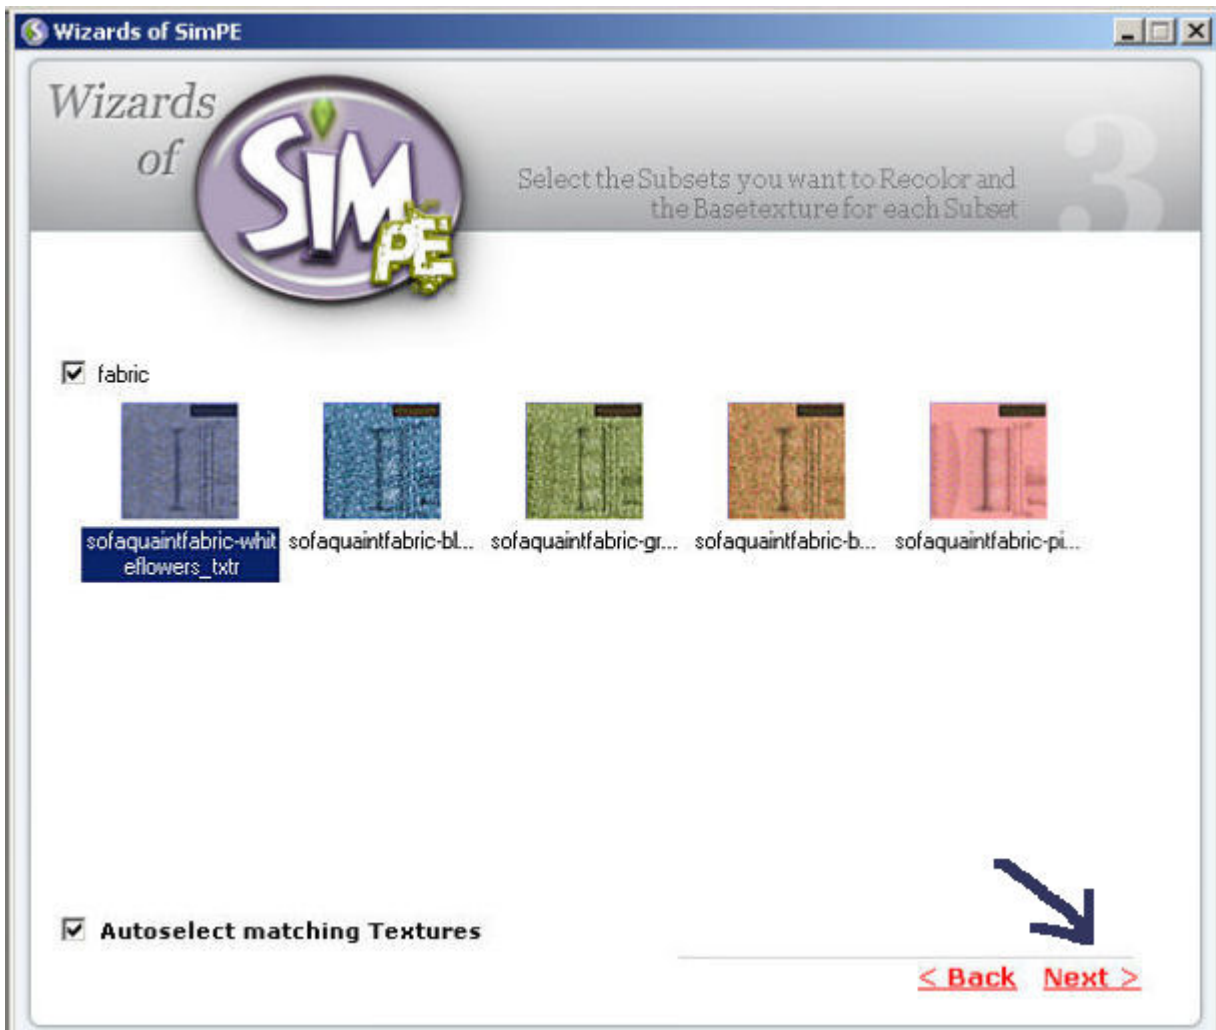 Wizards of SimPE
Wizards
of
SiM
PE
Select the Subsets you want to Recolor and
the Basetexture for each Subset
3
fabric
sofaquaintfabric-whit
eflowers_txtr
sofaquaintfabric-bl...
sofaquaintfabric-gr...
sofaquaintfabric-b...
sofaquaintfabric-pi...
Autoselect matching Textures
< Back
Next >